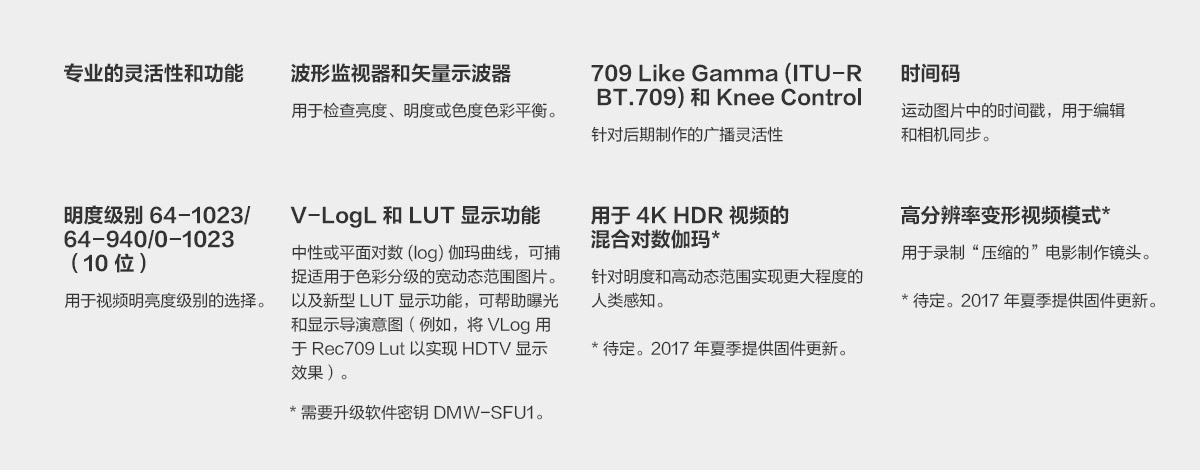 专业的灵活性和功能
波形监视器和矢量示波器
用于检查亮度、明度或色度色彩平衡。
709 Like Gamma (ITU-R
BT.709) 和 Knee Control
针对后期制作的广播灵活性
时间码
运动图片中的时间戳，用于编辑
和相机同步。
明度级别 64-1023/
64-940/0-1023
（10 位）
用于视频明亮度级别的选择。
V-LogL 和 LUT 显示功能
中性或平面对数 (log) 伽玛曲线，可捕
捉适用于色彩分级的宽动态范围图片。
以及新型 LUT 显示功能，可帮助曝光
和显示导演意图（例如，将 VLog 用
于 Rec709 Lut 以实现 HDTV 显示
效果）。
* 需要升级软件密钥 DMW-SFU1。
用于 4K HDR 视频的
混合对数伽玛*
针对明度和高动态范围实现更大程度的
人类感知。
* 待定。2017 年夏季提供固件更新。
高分辨率变形视频模式*
用于录制“压缩的”电影制作镜头。
* 待定。2017 年夏季提供固件更新。